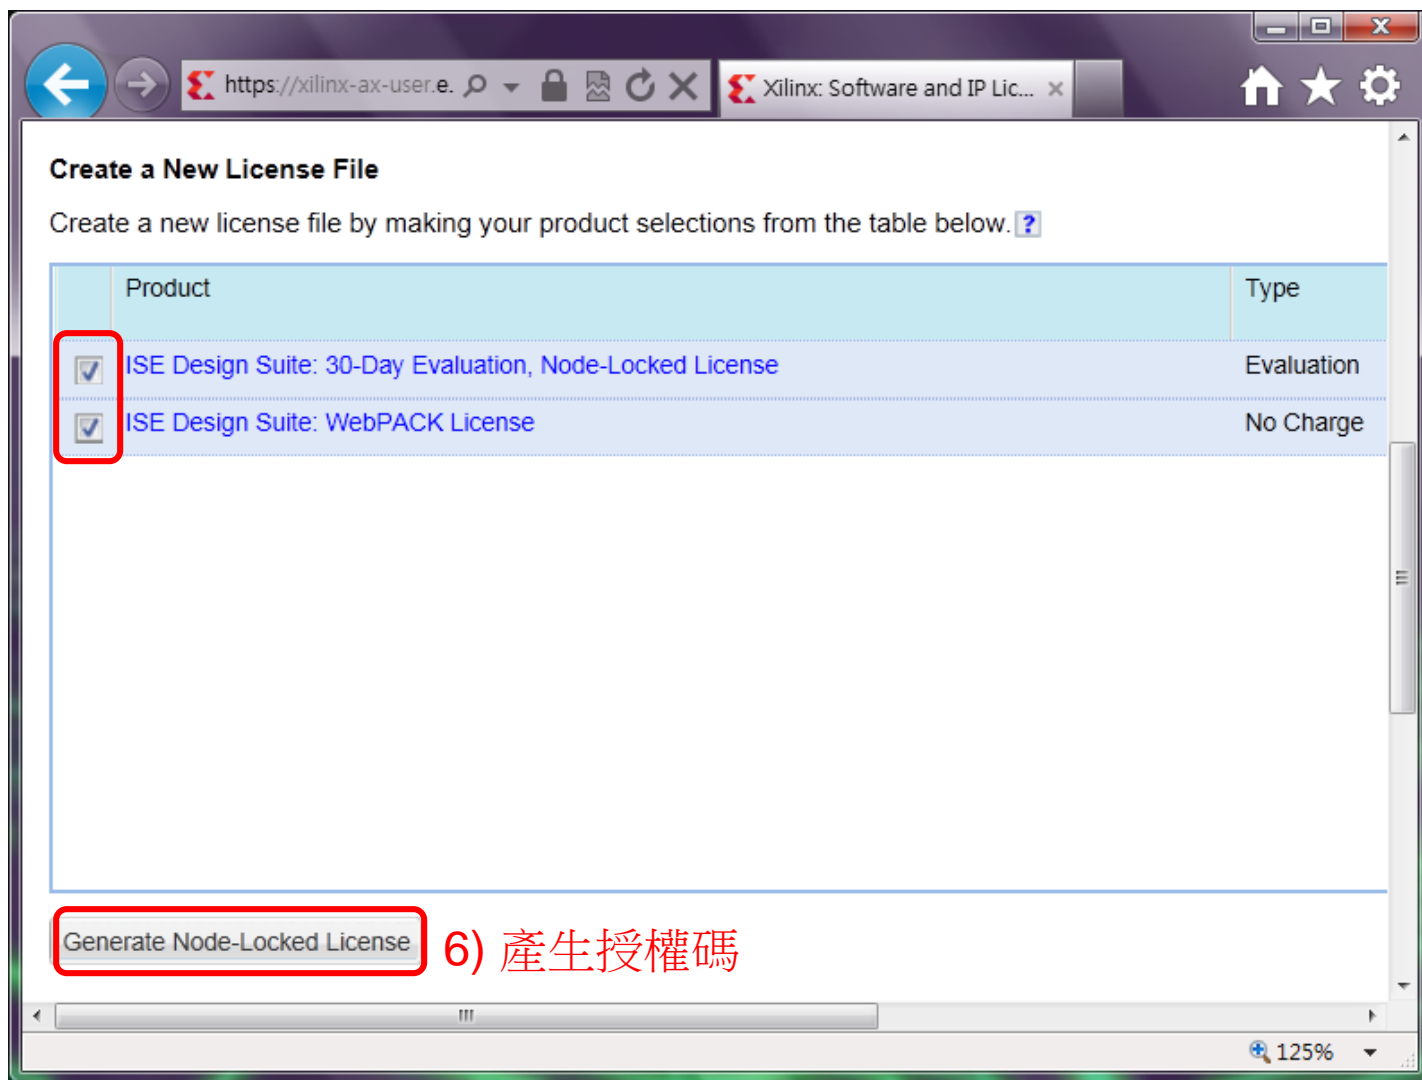 https://xilinx-ax-user.e.
Xilinx: Software and IP Lic...
Create a New License File
Create a new license file by making your product selections from the table below. ?
Product Type
ISE Design Suite: 30-Day Evaluation, Node-Locked License Evaluation
ISE Design Suite: WebPACK License No Charge
Generate Node-Locked License 6) 產生授權碼
125%